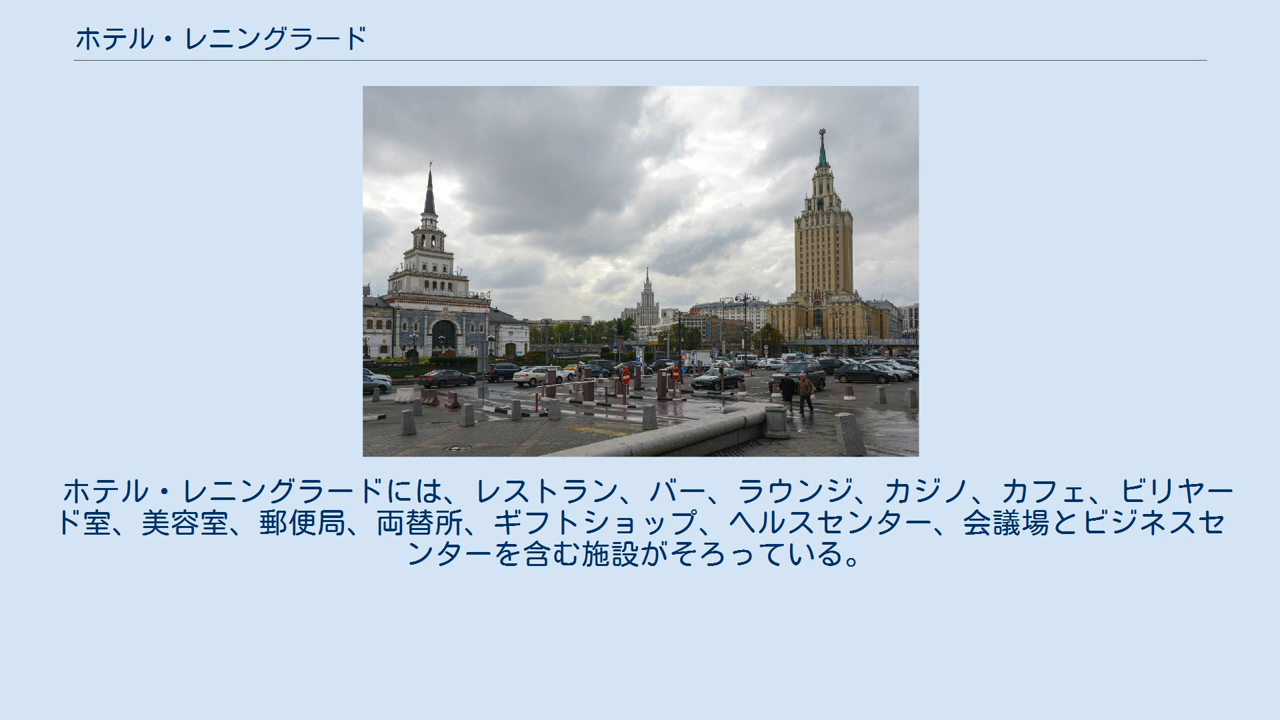 ホテル・レニングラード
ホテル・レニングラードには、レストラン、バー、ラウンジ、カジノ、カフェ、ビリヤー
ド室、美容室、郵便局、両替所、ギフトショップ、ヘルスセンター、会議場とビジネスセ
ンターを含む施設がそろっている。